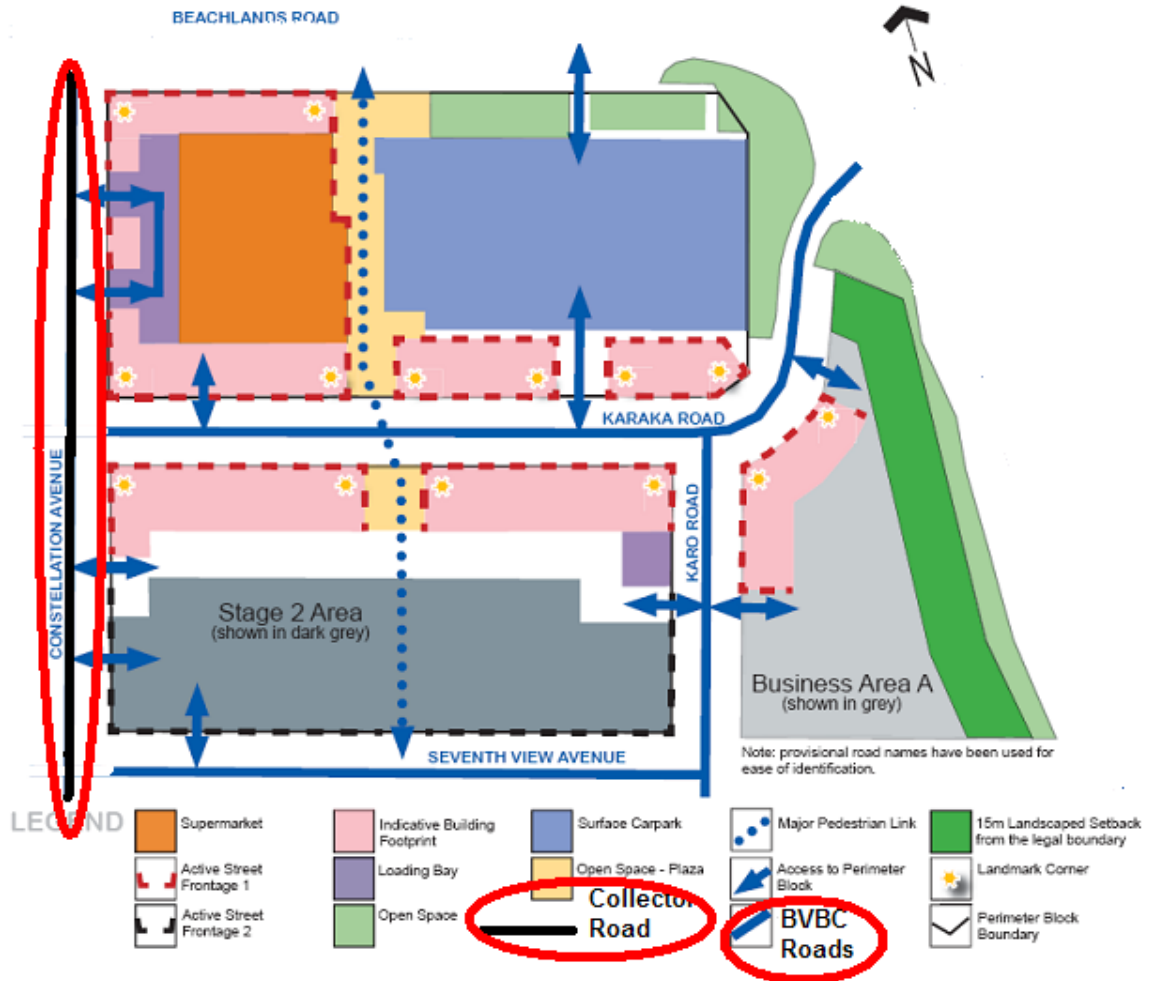 BEACHLANDS ROAD
N
KARAKA ROAD
CONSTELLATION AVENUE
KARO ROAD
Stage 2 Area
(shown in dark grey)
Business Area A
(shown in grey)
SEVENTH VIEW AVENUE
Note: provisional road names have been used for
ease of identification.
LEGEND
Supermarket
Indicative Building
Footprint
Surface Carpark
Major Pedestrian Link
15m Landscaped Setback
from the legal boundary
Active Street
Frontage 1
Loading Bay
Open Space - Plaza
Access to Perimeter
Block
Landmark Corner
Active Street
Frontage 2
Open Space
Collector
Road
BVBC
Roads
Perimeter Block
Boundary